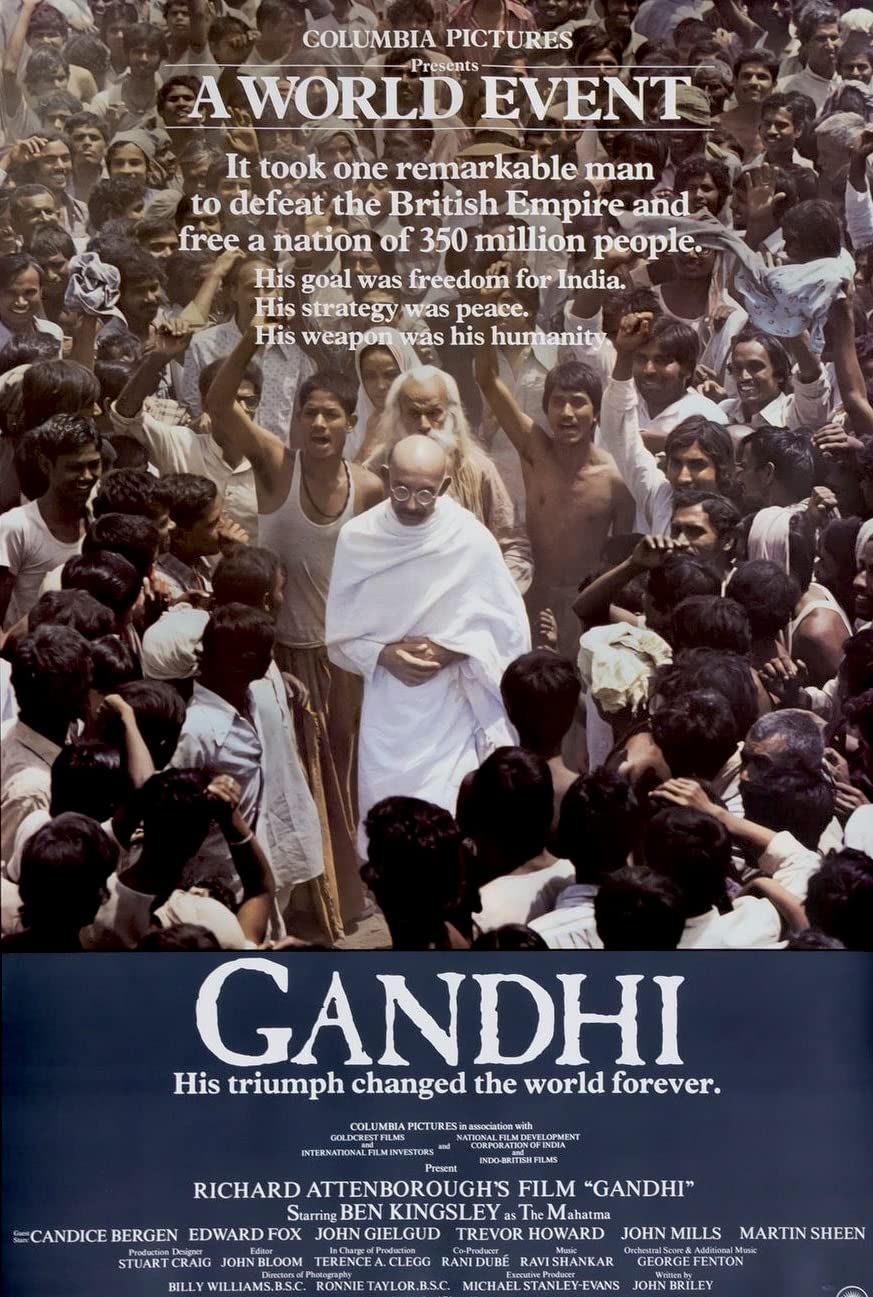 COLUMBIA PICTURES
Presents
A WORLD EVENT
It took one remarkable man
to defeat the British Empire and
free a nation of 350 million people.
His goal was freedom for India.
His strategy was peace.
His weapon was his humanity.
GANDHI
His triumph changed the world forever.
COLUMBIA PICTURES in association with
GOLDCREST FILMS
and
INTERNATIONAL FILM INVESTORS
and
NATIONAL FILM DEVELOPMENT
CORPORATION OF INDIA
and
INDO-BRITISH FILMS
Present
RICHARD ATTENBOROUGH'S FILM "GANDHI"
Starring BEN KINGSLEY as The Mahatma
Guest Stars: CANDICE BERGEN EDWARD FOX JOHN GIELGUD TREVOR HOWARD JOHN MILLS MARTIN SHEEN
Production Designer Editor In Charge of Production Co-Producer Music Orchestral Score & Additional Music
STUART CRAIG JOHN BLOOM TERENCE A. CLEGG RANI DUBÉ RAVI SHANKAR GEORGE FENTON
Directors of Photography Executive Producer Written by
BILLY WILLIAMS, B.S.C. RONNIE TAYLOR, B.S.C. MICHAEL STANLEY-EVANS JOHN BRILEY